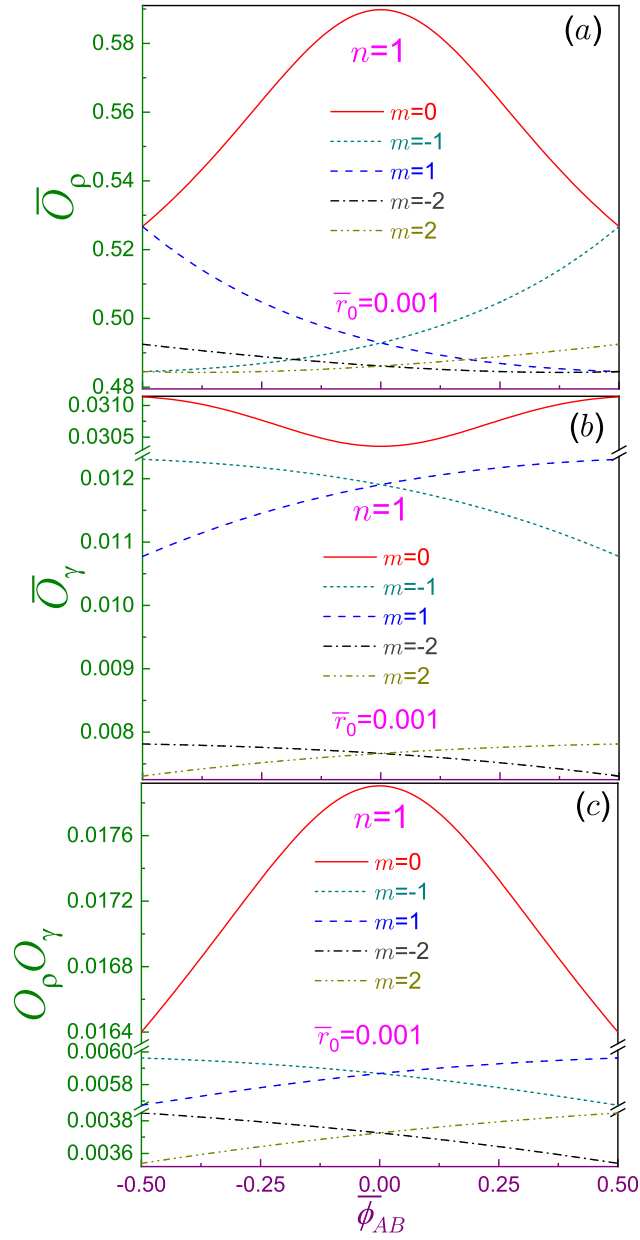 (a)
n=1
0.58
0.56
0.54
0.52
0.50
0.48
O̅ρ
m=0
m=-1
m=1
m=-2
m=2
r̅0=0.001
(b)
0.0310
0.0305
0.012
0.011
0.010
0.009
0.008
O̅γ
n=1
m=0
m=-1
m=1
m=-2
m=2
r̅0=0.001
(c)
n=1
0.0176
0.0172
0.0168
0.0164
0.0060
0.0058
0.0038
0.0036
OρOγ
m=0
m=-1
m=1
m=-2
m=2
r̅0=0.001
-0.50 -0.25 0.00 0.25 0.50
ϕ̅AB